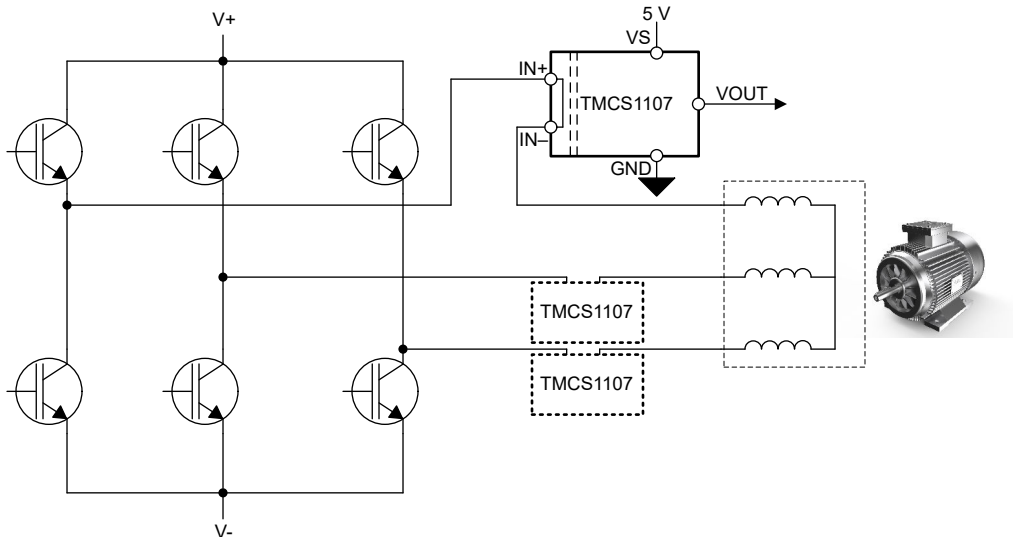 V+
5 V
VS
IN+
TMCS1107
VOUT
IN–
GND
TMCS1107
TMCS1107
V-